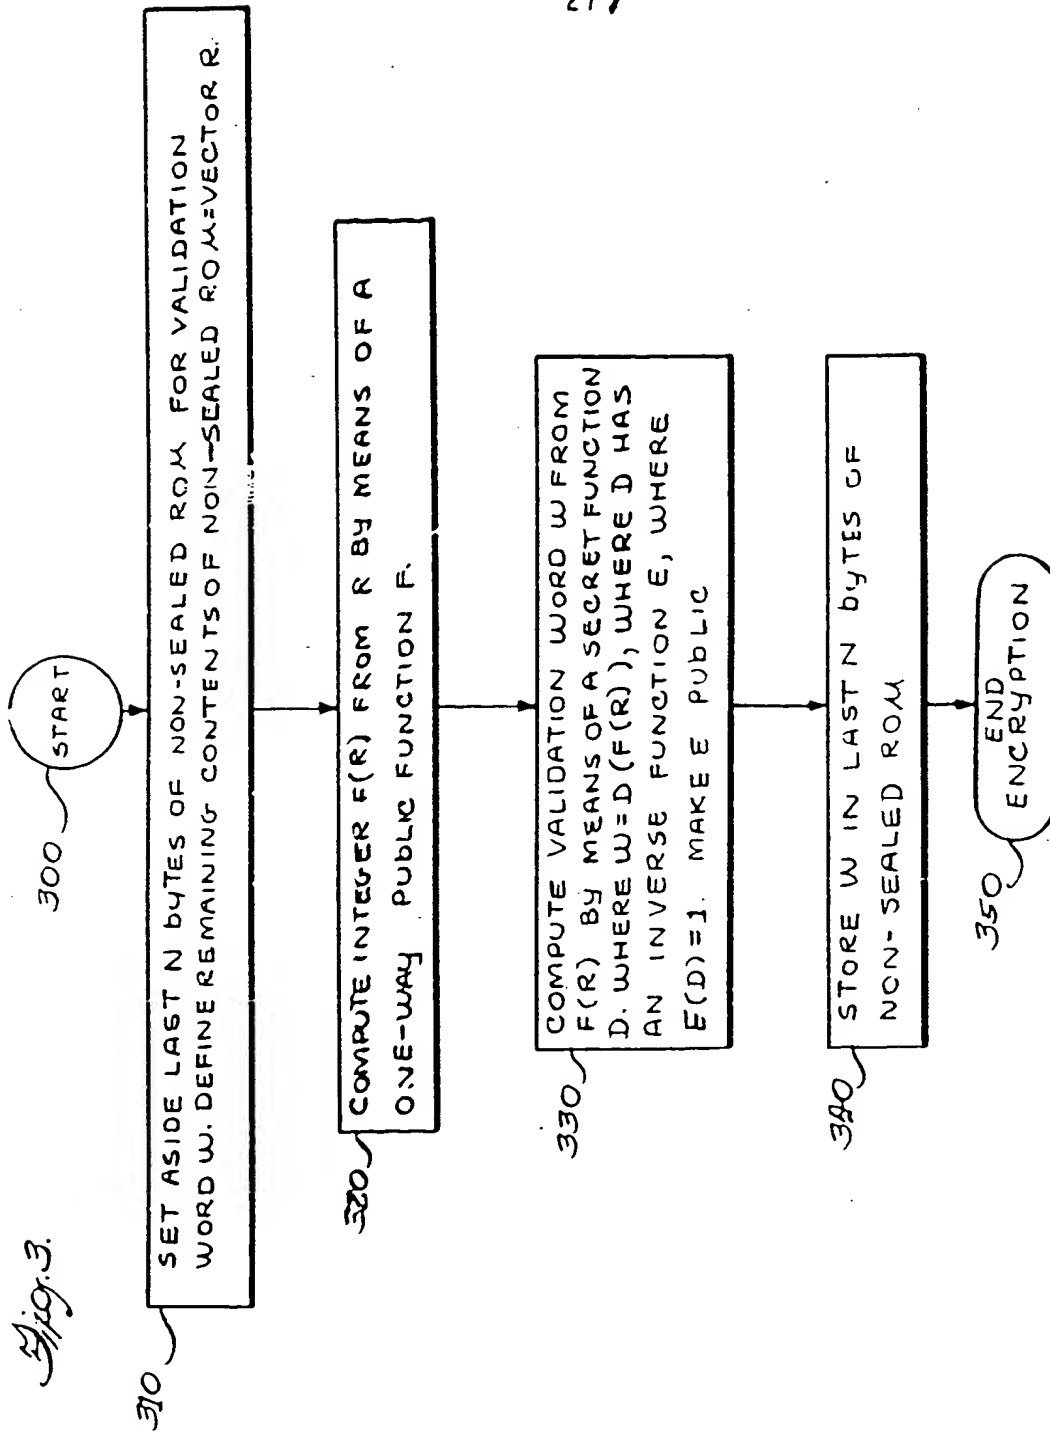 Fig. 3.
300
START
310
SET ASIDE LAST N bYTES OF NON-SEALED ROM FOR VALIDATION
WORD W. DEFINE REMAINING CONTENTS OF NON-SEALED ROM=VECTOR R.
320
COMPUTE INTEGER F(R) FROM R BY MEANS OF A
ONE-WAY PUBLIC FUNCTION F.
330
COMPUTE VALIDATION WORD W FROM
F(R) BY MEANS OF A SECRET FUNCTION
D. WHERE W=D(F(R)), WHERE D HAS
AN INVERSE FUNCTION E, WHERE
E(D)=1. MAKE E PUBLIC
340
STORE W IN LAST N bYTES OF
NON-SEALED ROM
350
END
ENCRYPTION